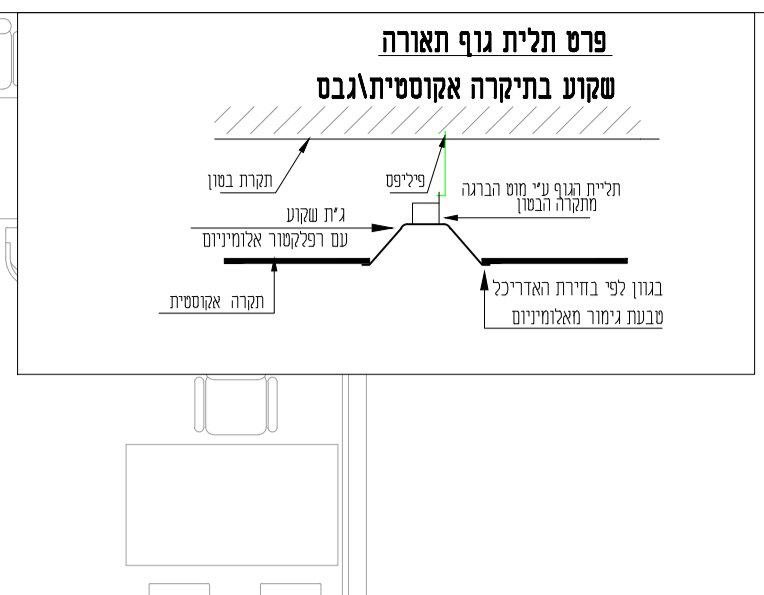 פרט תלית גוף תאורה
שקוע בתיקרה אקוסטית\גבס
תקרת בטון
פיליפס
תליית הגוף ע"י מוט הברגה
מתקרה הבטון
ג"ת שקוע
עם רפלקטור אלומיניום
תקרה אקוסטית
בגוון לפי בחירת האדריכל
טבעת גימור מאלומיניום